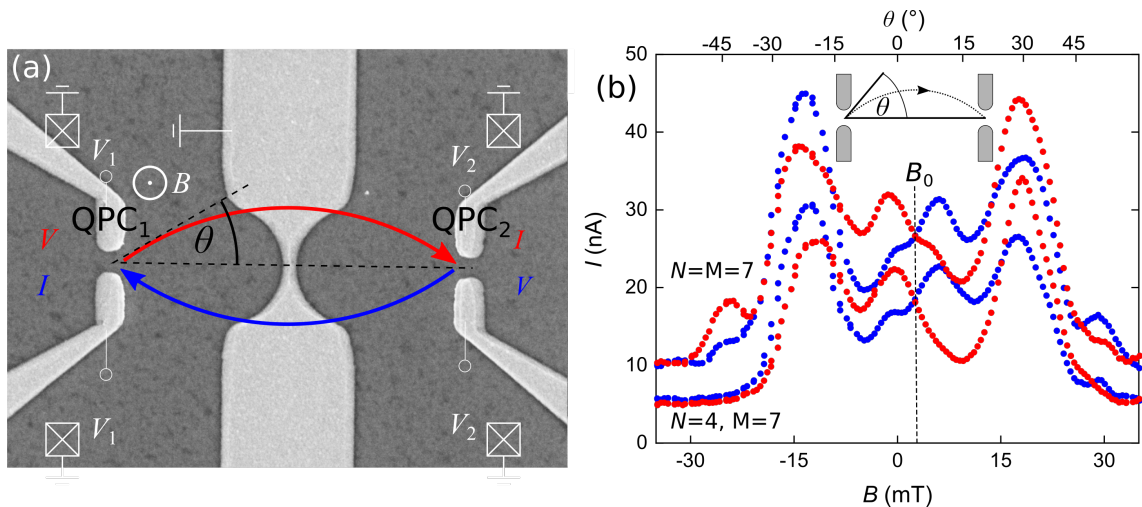 (a)
V₁
V₂
B
QPC₁
QPC₂
V
I
θ
I
V
V₁
V₂
(b)
θ (°)
-45 -30 -15 0 15 30 45
50
40
30
20
10
0
I (nA)
θ
B₀
N=M=7
N=4, M=7
-30 -15 0 15 30
B (mT)